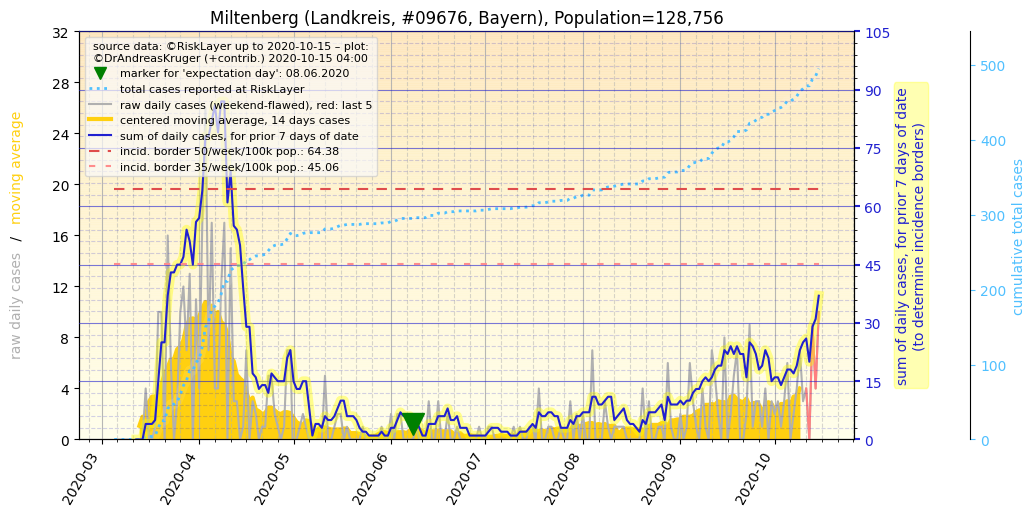 Miltenberg (Landkreis, #09676, Bayern), Population=128,756
source data: ©RiskLayer up to 2020-10-15 – plot:
©DrAndreasKruger (+contrib.) 2020-10-15 04:00
marker for 'expectation day': 08.06.2020
total cases reported at RiskLayer
raw daily cases (weekend-flawed), red: last 5
centered moving average, 14 days cases
sum of daily cases, for prior 7 days of date
incid. border 50/week/100k pop.: 64.38
incid. border 35/week/100k pop.: 45.06
raw daily cases / moving average
32
28
24
20
16
12
8
4
0
2020-03
2020-04
2020-05
2020-06
2020-07
2020-08
2020-09
2020-10
105
90
75
60
45
30
15
0
sum of daily cases, for prior 7 days of date
(to determine incidence borders)
500
400
300
200
100
0
cumulative total cases